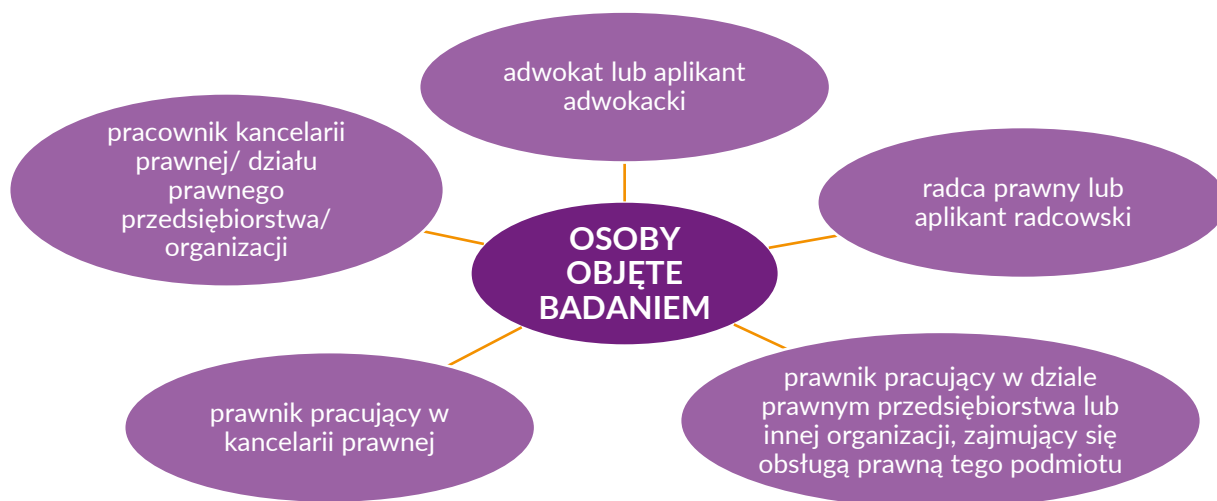 adwokat lub aplikant
adwokacki
pracownik kancelarii
prawnej/ działu
prawnego
przedsiębiorstwa/
organizacji
radca prawny lub
aplikant radcowski
OSOBY
OBJĘTE
BADANIEM
prawnik pracujący w
kancelarii prawnej
prawnik pracujący w dziale
prawnym przedsiębiorstwa lub
innej organizacji, zajmujący się
obsługą prawną tego podmiotu